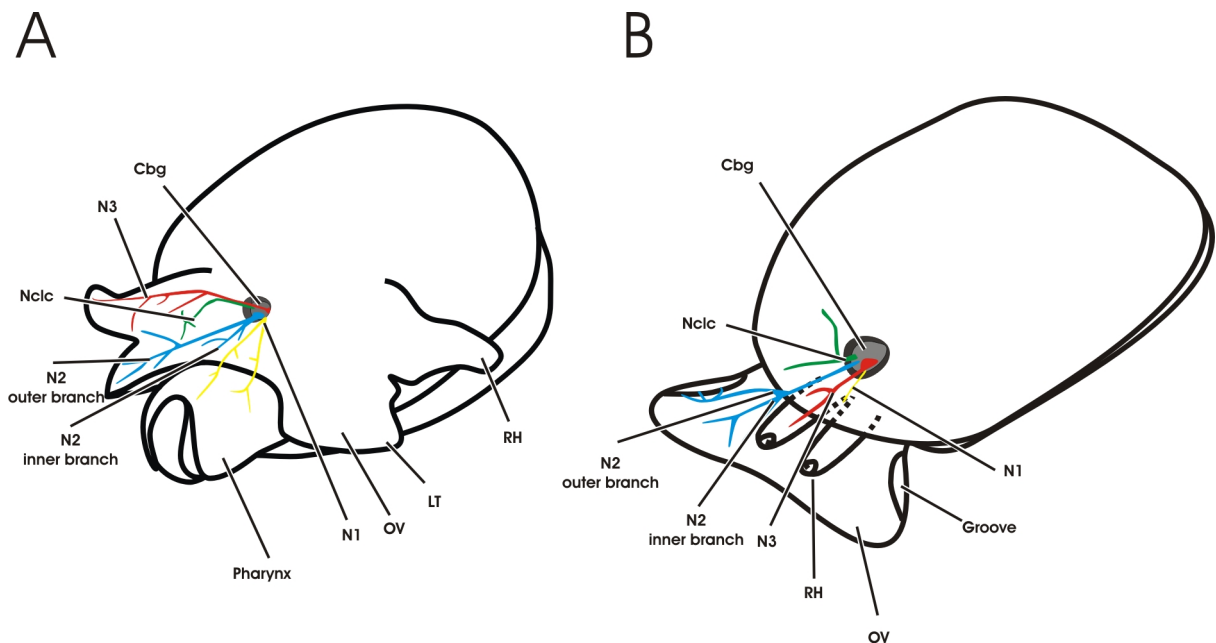 A
Cbg
N3
Nclc
N2
outer branch
N2
inner branch
Pharynx
N1
OV
LT
RH
B
Cbg
Nclc
N2
outer branch
N2
inner branch
N3
RH
OV
Groove
N1